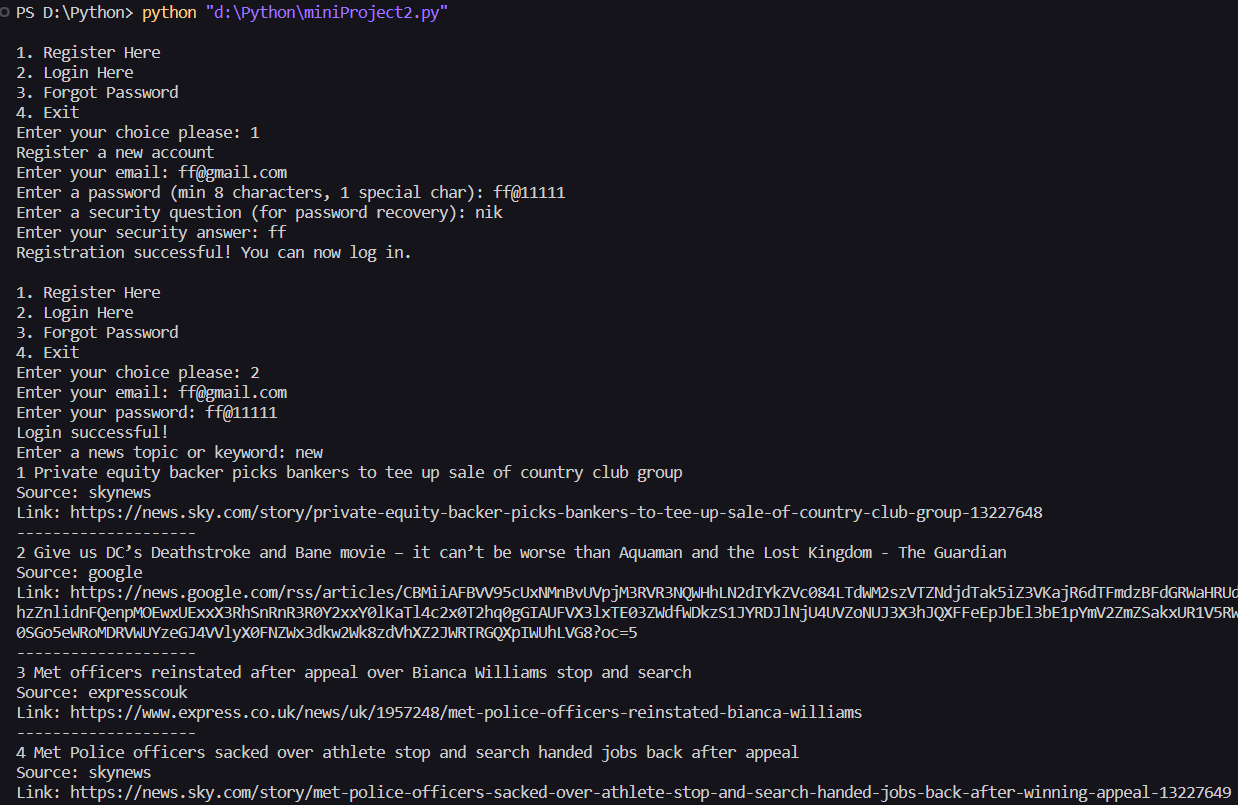 PS D:\Python> python "d:\Python\miniProject2.py"
1. Register Here
2. Login Here
3. Forgot Password
4. Exit
Enter your choice please: 1
Register a new account
Enter your email: ff@gmail.com
Enter a password (min 8 characters, 1 special char): ff@11111
Enter a security question (for password recovery): nik
Enter your security answer: ff
Registration successful! You can now log in.
1. Register Here
2. Login Here
3. Forgot Password
4. Exit
Enter your choice please: 2
Enter your email: ff@gmail.com
Enter your password: ff@11111
Login successful!
Enter a news topic or keyword: new
1 Private equity backer picks bankers to tee up sale of country club group
Source: skynews
Link: https://news.sky.com/story/private-equity-backer-picks-bankers-to-tee-up-sale-of-country-club-group-13227648
--------------------
2 Give us DC’s Deathstroke and Bane movie – it can’t be worse than Aquaman and the Lost Kingdom - The Guardian
Source: google
Link: https://news.google.com/rss/articles/CBMiiAFBVV95cUxNMnBvUVpjM3RVR3NQWHhLN2dIYkZVc084LTdWM2szVTZNdjdTak5iZ3VKajR6dTFmdzBFdGRWaHRUd
hzZnlidnFQenpMOEwxUExxX3RhSnRnR3R0Y2xxY0lKaTl4c2x0T2hq0gGIAUFVX3lxTE03ZWdfWDkzS1JYRDJlNjU4UVZoNUJ3X3hJQXFFeEpJbEl3bE1pYmV2ZmZSakxUR1V5RW
0SGo5eWRoMDRVWUYzeGJ4VVlyX0FNZWx3dkw2Wk8zdVhXZ2JWRTRGQXpIWUhLVG8?oc=5
--------------------
3 Met officers reinstated after appeal over Bianca Williams stop and search
Source: expresscouk
Link: https://www.express.co.uk/news/uk/1957248/met-police-officers-reinstated-bianca-williams
--------------------
4 Met Police officers sacked over athlete stop and search handed jobs back after appeal
Source: skynews
Link: https://news.sky.com/story/met-police-officers-sacked-over-athlete-stop-and-search-handed-jobs-back-after-winning-appeal-13227649